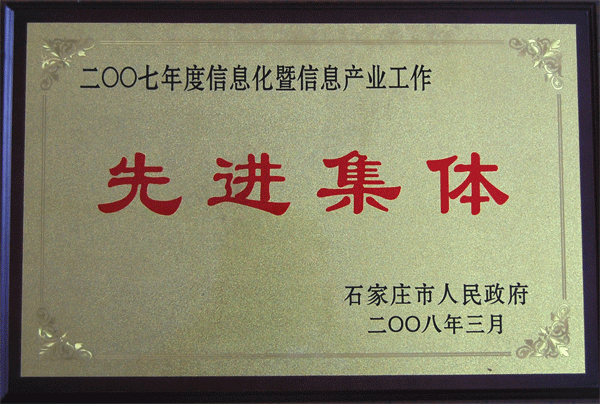 二〇〇七年度信息化暨信息产业工作
先进集体
石家庄市人民政府
二〇〇八年三月